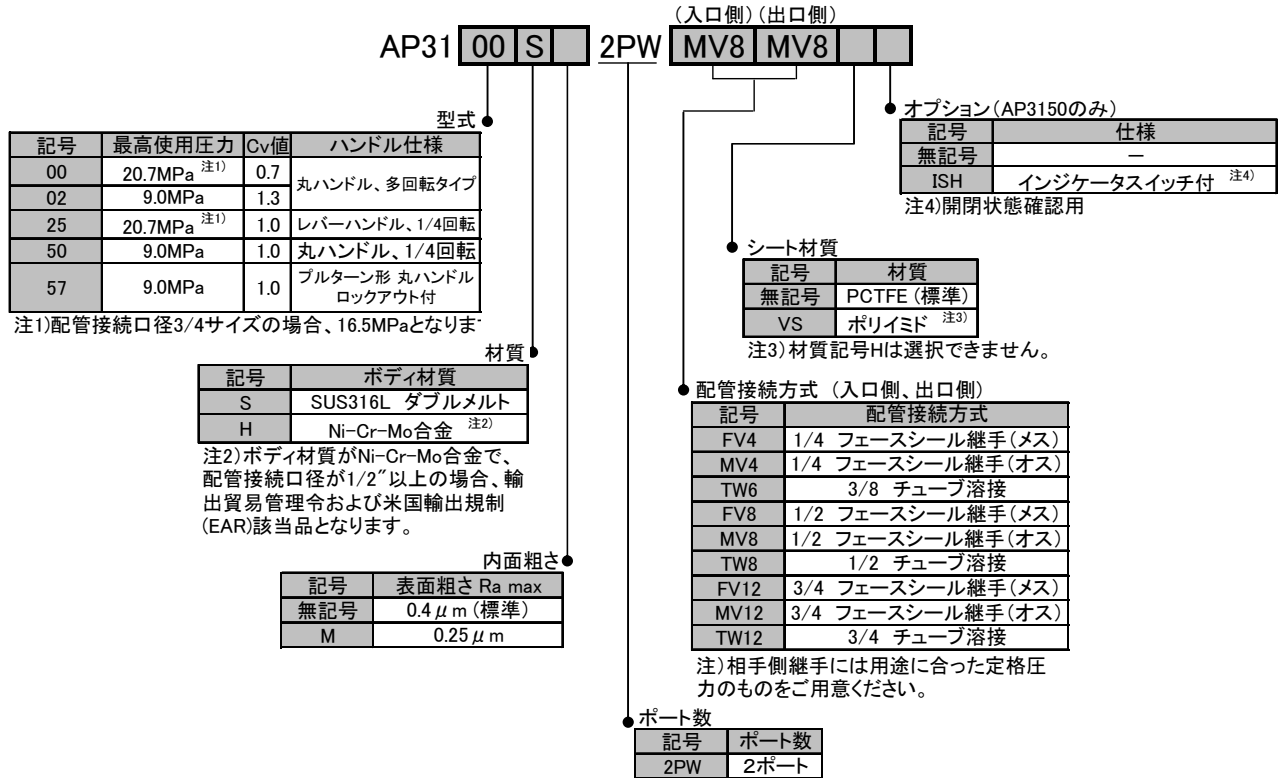 (入口側)(出口側)
AP31 00 S 2PW MV8 MV8
型式
記号 最高使用圧力 Cv値 ハンドル仕様
00 20.7MPa 注1) 0.7 丸ハンドル、多回転タイプ
02 9.0MPa 1.3
25 20.7MPa 注1) 1.0 レバーハンドル、1/4回転
50 9.0MPa 1.0 丸ハンドル、1/4回転
57 9.0MPa 1.0 プルターン形 丸ハンドル
ロックアウト付
注1)配管接続口径3/4サイズの場合、16.5MPaとなりま
材質
記号 ボディ材質
S SUS316L ダブルメルト
H Ni-Cr-Mo合金 注2)
注2)ボディ材質がNi-Cr-Mo合金で、
配管接続口径が1/2″以上の場合、輸
出貿易管理令および米国輸出規制
(EAR)該当品となります。
内面粗さ
記号 表面粗さ Ra max
無記号 0.4μm(標準)
M 0.25μm
オプション(AP3150のみ)
記号 仕様
無記号 −
ISH インジケータスイッチ付 注4)
注4)開閉状態確認用
シート材質
記号 材質
無記号 PCTFE(標準)
VS ポリイミド 注3)
注3)材質記号Hは選択できません。
配管接続方式 (入口側、出口側)
記号 配管接続方式
FV4 1/4 フェースシール継手(メス)
MV4 1/4 フェースシール継手(オス)
TW6 3/8 チューブ溶接
FV8 1/2 フェースシール継手(メス)
MV8 1/2 フェースシール継手(オス)
TW8 1/2 チューブ溶接
FV12 3/4 フェースシール継手(メス)
MV12 3/4 フェースシール継手(オス)
TW12 3/4 チューブ溶接
注)相手側継手には用途に合った定格圧
力のものをご用意ください。
ポート数
記号 ポート数
2PW 2ポート